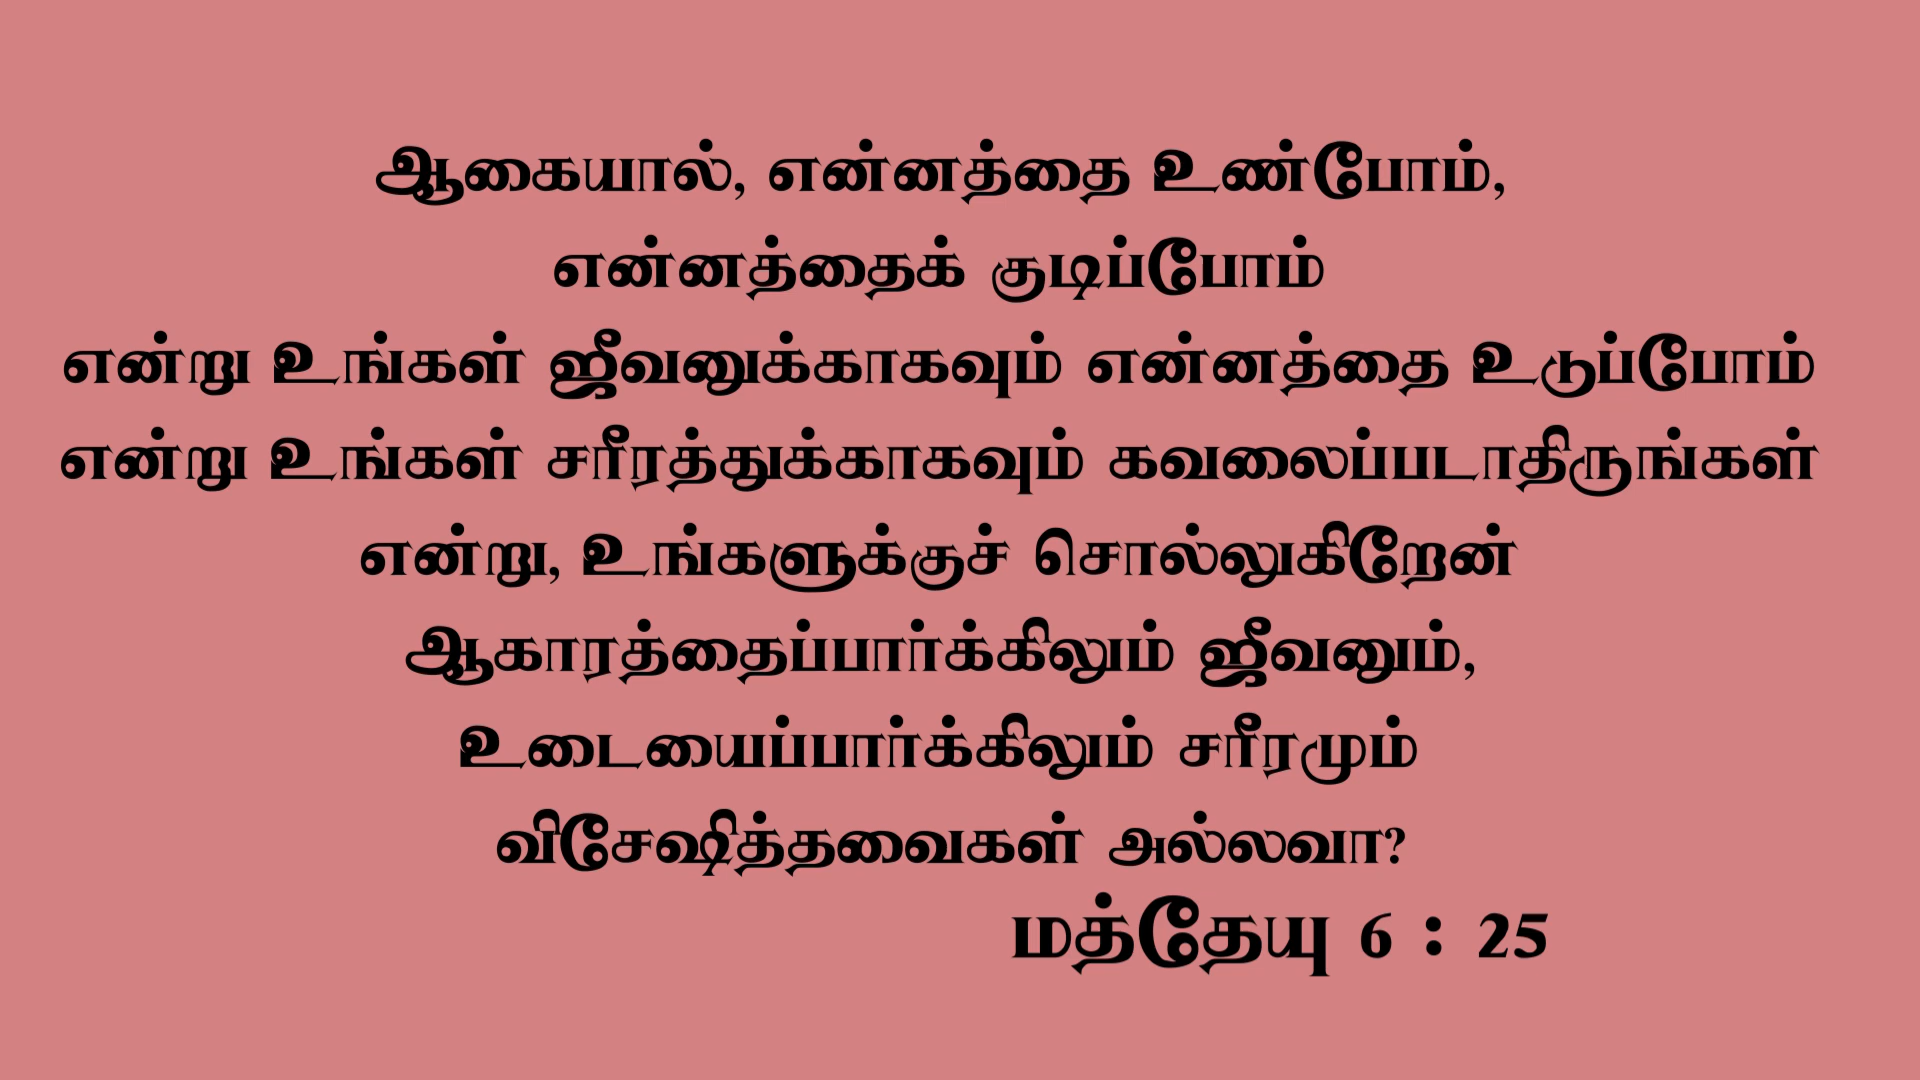 ஆகையால், என்னத்தை உண்போம்,
என்னத்தைக் குடிப்போம்
என்று உங்கள் ஜீவனுக்காகவும் என்னத்தை உடுப்போம்
என்று உங்கள் சரீரத்துக்காகவும் கவலைப்படாதிருங்கள்
என்று, உங்களுக்குச் சொல்லுகிறேன்
ஆகாரத்தைப்பார்க்கிலும் ஜீவனும்,
உடையைப்பார்க்கிலும் சரீரமும்
விசேஷித்தவைகள் அல்லவா?
மத்தேயு 6 : 25